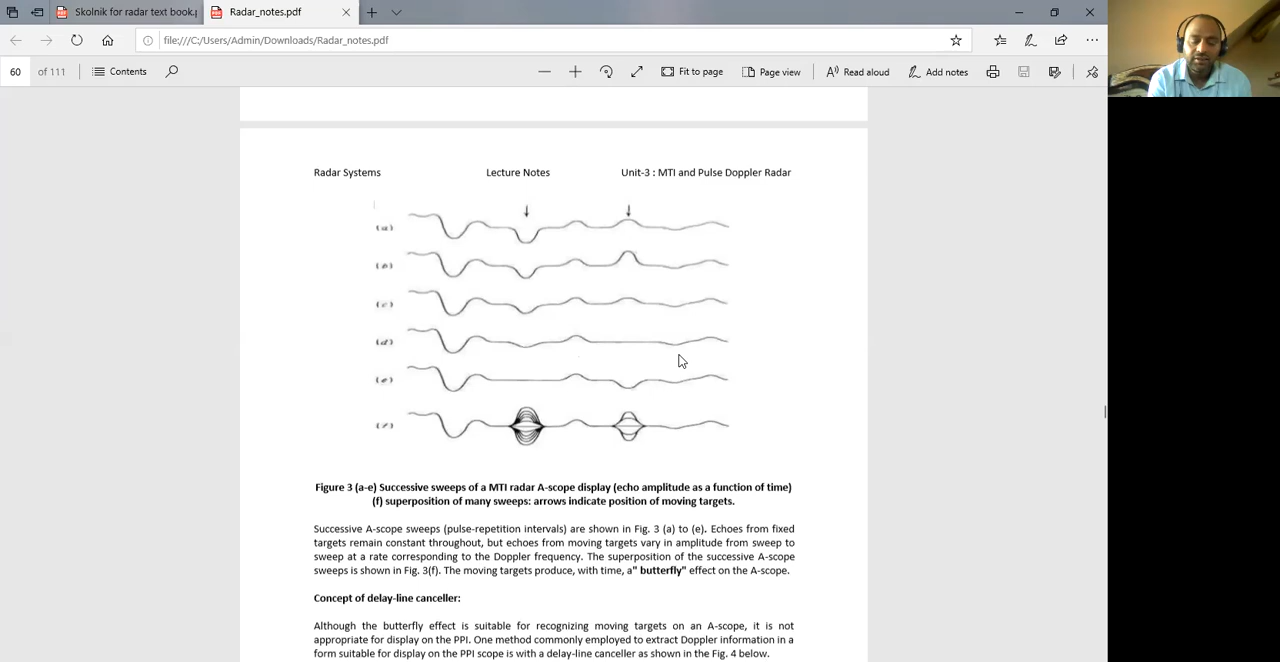 Skolnik for radar text book.p
Radar_notes.pdf
file:///C:/Users/Admin/Downloads/Radar_notes.pdf
60 of 111
Contents
Fit to page
Page view
Read aloud
Add notes
Radar Systems Lecture Notes Unit-3 : MTI and Pulse Doppler Radar
(a)
(b)
(c)
(d)
(e)
(f)
Figure 3 (a-e) Successive sweeps of a MTI radar A-scope display (echo amplitude as a function of time)
(f) superposition of many sweeps: arrows indicate position of moving targets.
Successive A-scope sweeps (pulse-repetition intervals) are shown in Fig. 3 (a) to (e). Echoes from fixed
targets remain constant throughout, but echoes from moving targets vary in amplitude from sweep to
sweep at a rate corresponding to the Doppler frequency. The superposition of the successive A-scope
sweeps is shown in Fig. 3(f). The moving targets produce, with time, a" butterfly" effect on the A-scope.
Concept of delay-line canceller:
Although the butterfly effect is suitable for recognizing moving targets on an A-scope, it is not
appropriate for display on the PPI. One method commonly employed to extract Doppler information in a
form suitable for display on the PPI scope is with a delay-line canceller as shown in the Fig. 4 below.